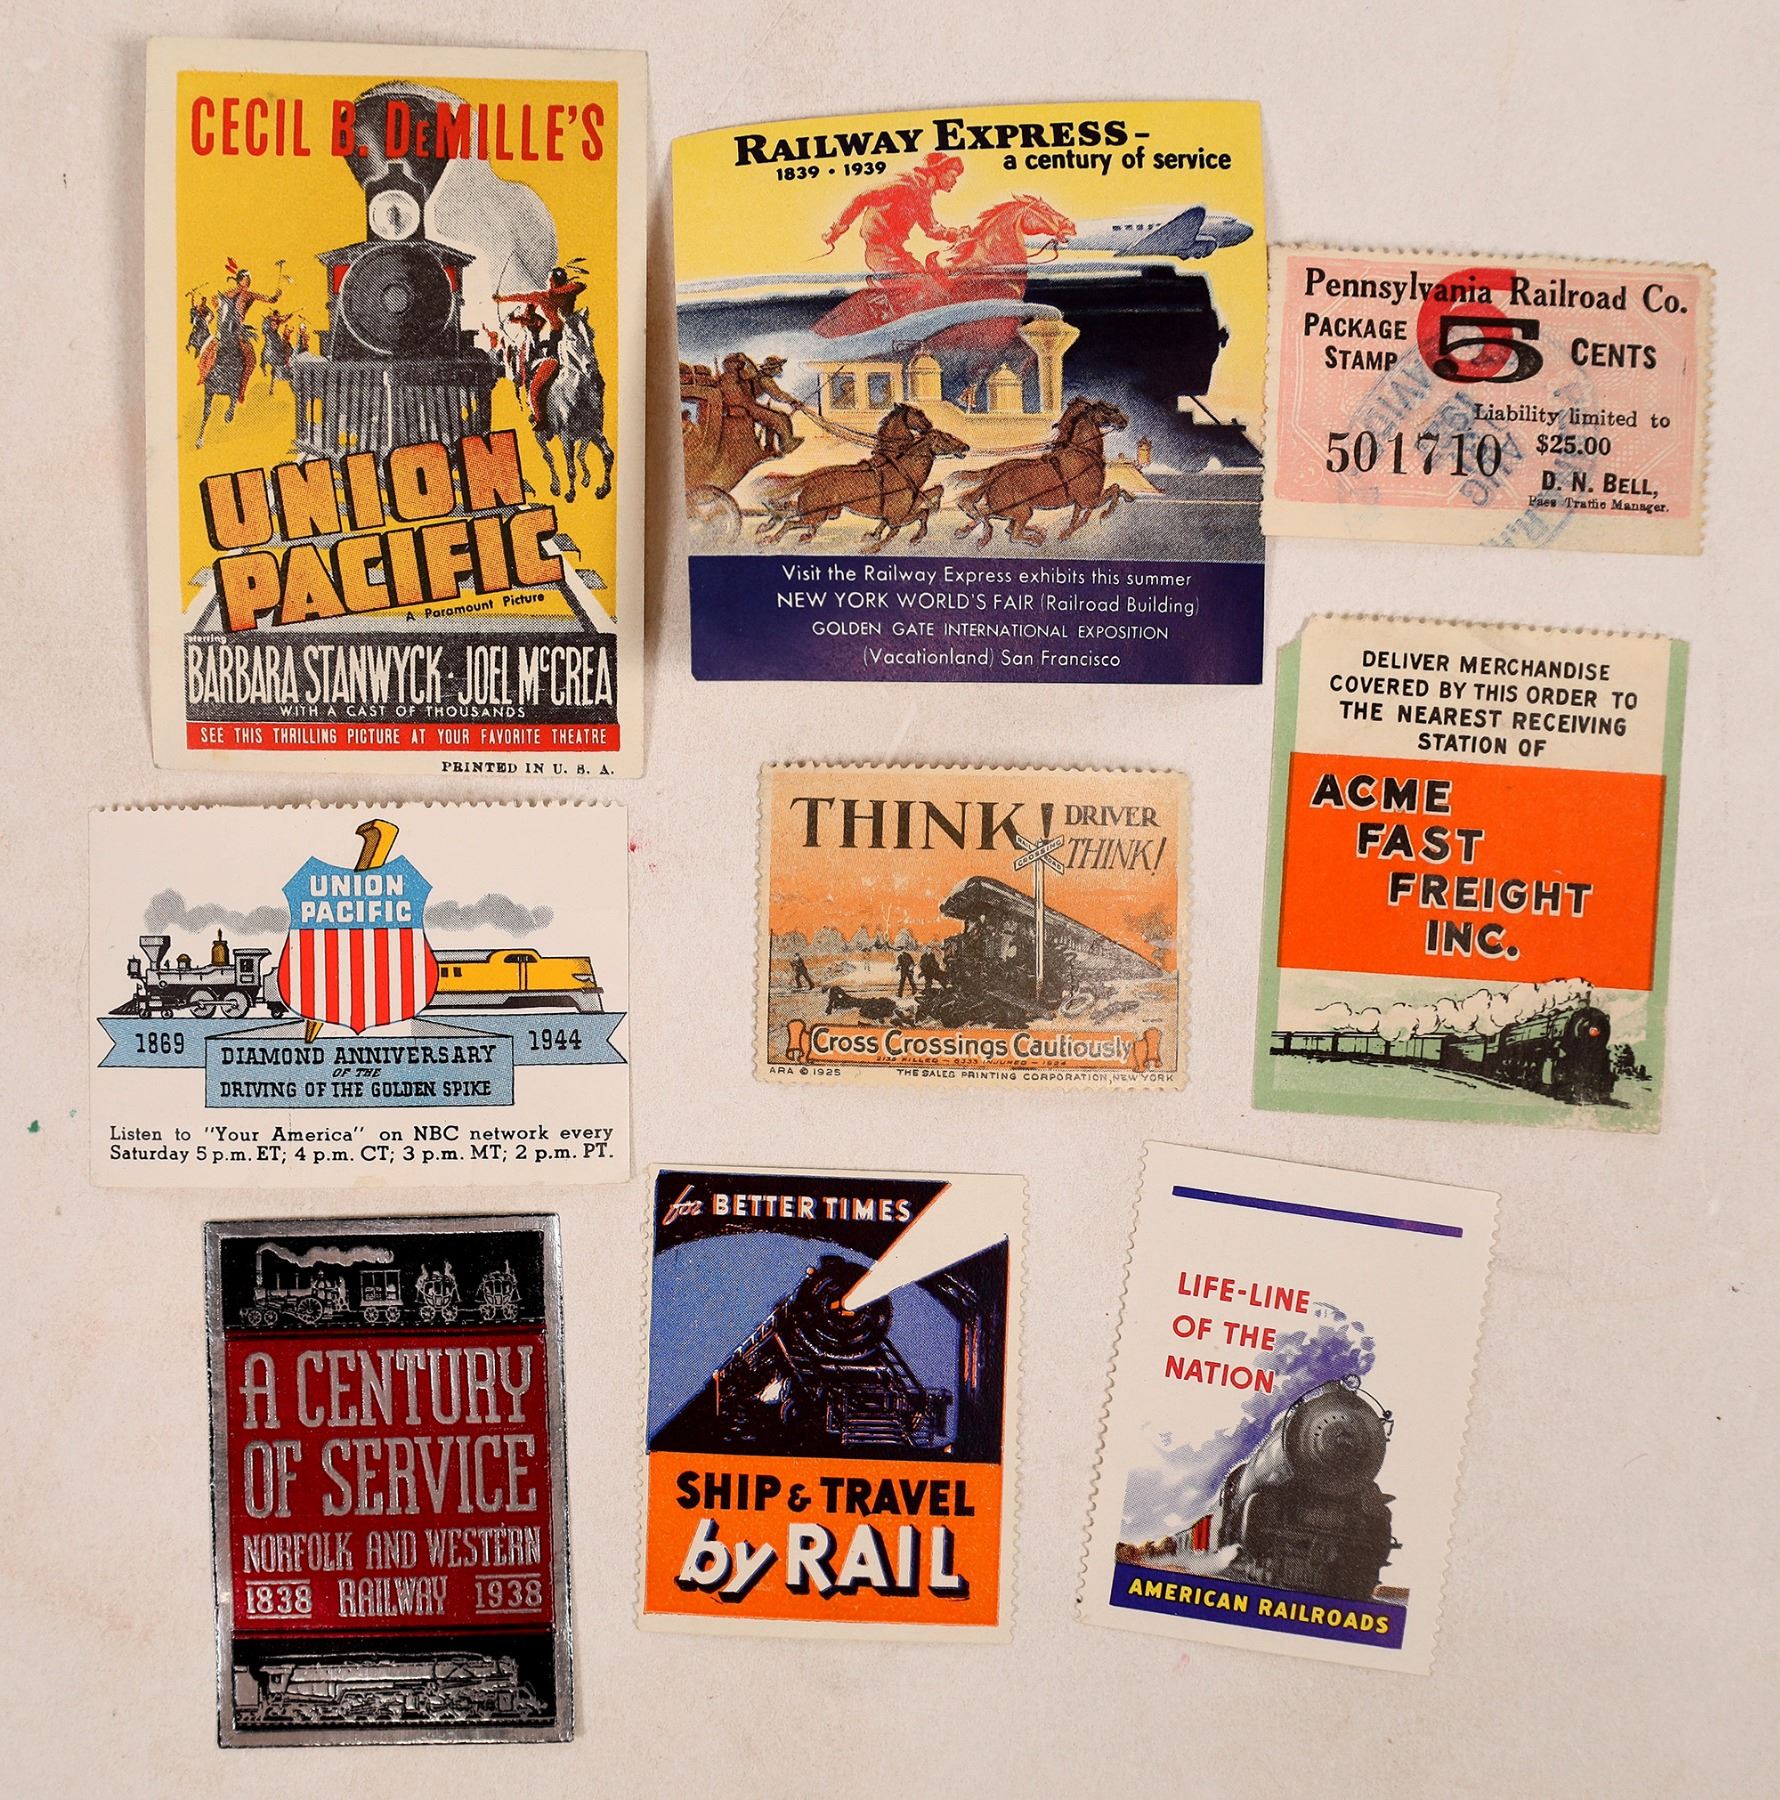 CECIL B. DEMILLE'S
UNION
PACIFIC
A Paramount Picture
starring
BARBARA STANWYCK · JOEL McCREA
WITH A CAST OF THOUSANDS
SEE THIS THRILLING PICTURE AT YOUR FAVORITE THEATRE
PRINTED IN U. S. A.
RAILWAY EXPRESS–
1839 · 1939
a century of service
Visit the Railway Express exhibits this summer
NEW YORK WORLD'S FAIR (Railroad Building)
GOLDEN GATE INTERNATIONAL EXPOSITION
(Vacationland) San Francisco
Pennsylvania Railroad Co.
PACKAGE
STAMP
6
5 CENTS
Liability limited to
$25.00
501710
D. N. BELL,
Pass Traffic Manager.
DELIVER MERCHANDISE
COVERED BY THIS ORDER TO
THE NEAREST RECEIVING
STATION OF
ACME
FAST
FREIGHT
INC.
UNION
PACIFIC
1869
1944
DIAMOND ANNIVERSARY
OF THE
DRIVING OF THE GOLDEN SPIKE
Listen to "Your America" on NBC network every
Saturday 5 p.m. ET; 4 p.m. CT; 3 p.m. MT; 2 p.m. PT.
THINK! DRIVER
THINK!
CROSSING
Cross Crossings Cautiously
ARA © 1925
THE SALES PRINTING CORPORATION, NEW YORK
A CENTURY
OF SERVICE
NORFOLK AND WESTERN
1838 RAILWAY 1938
for BETTER TIMES
SHIP & TRAVEL
by RAIL
LIFE-LINE
OF THE
NATION
AMERICAN RAILROADS